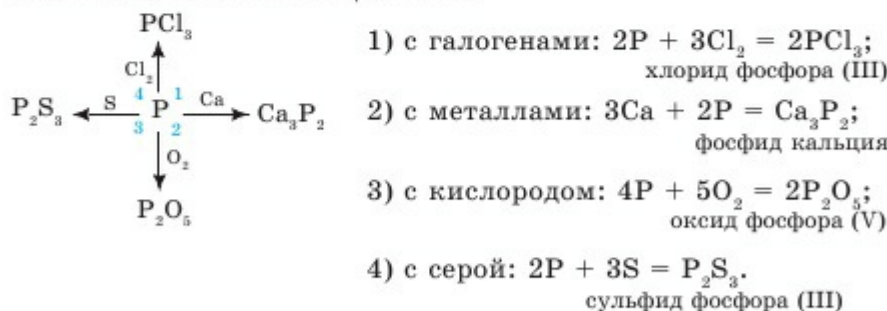 PCl₃
Cl₂
4 1
P₂S₃ S P Ca Ca₃P₂
3 2
O₂
P₂O₅
1) с галогенами: 2P + 3Cl₂ = 2PCl₃;
хлорид фосфора (III)
2) с металлами: 3Ca + 2P = Ca₃P₂;
фосфид кальция
3) с кислородом: 4P + 5O₂ = 2P₂O₅;
оксид фосфора (V)
4) с серой: 2P + 3S = P₂S₃.
сульфид фосфора (III)